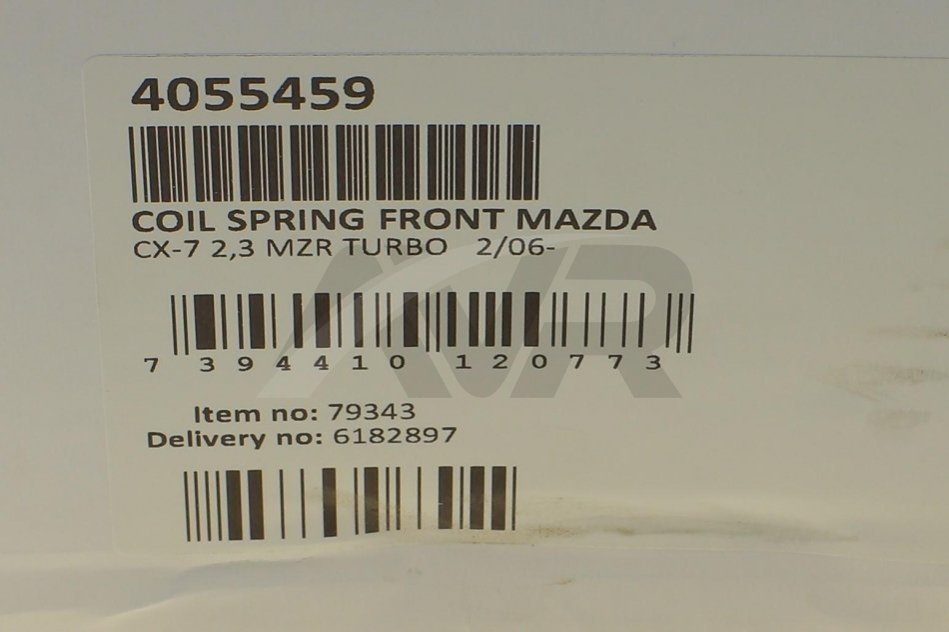 4055459
COIL SPRING FRONT MAZDA
CX-7 2,3 MZR TURBO 2/06-
7 394410 120773
Item no: 79343
Delivery no: 6182897
AVR